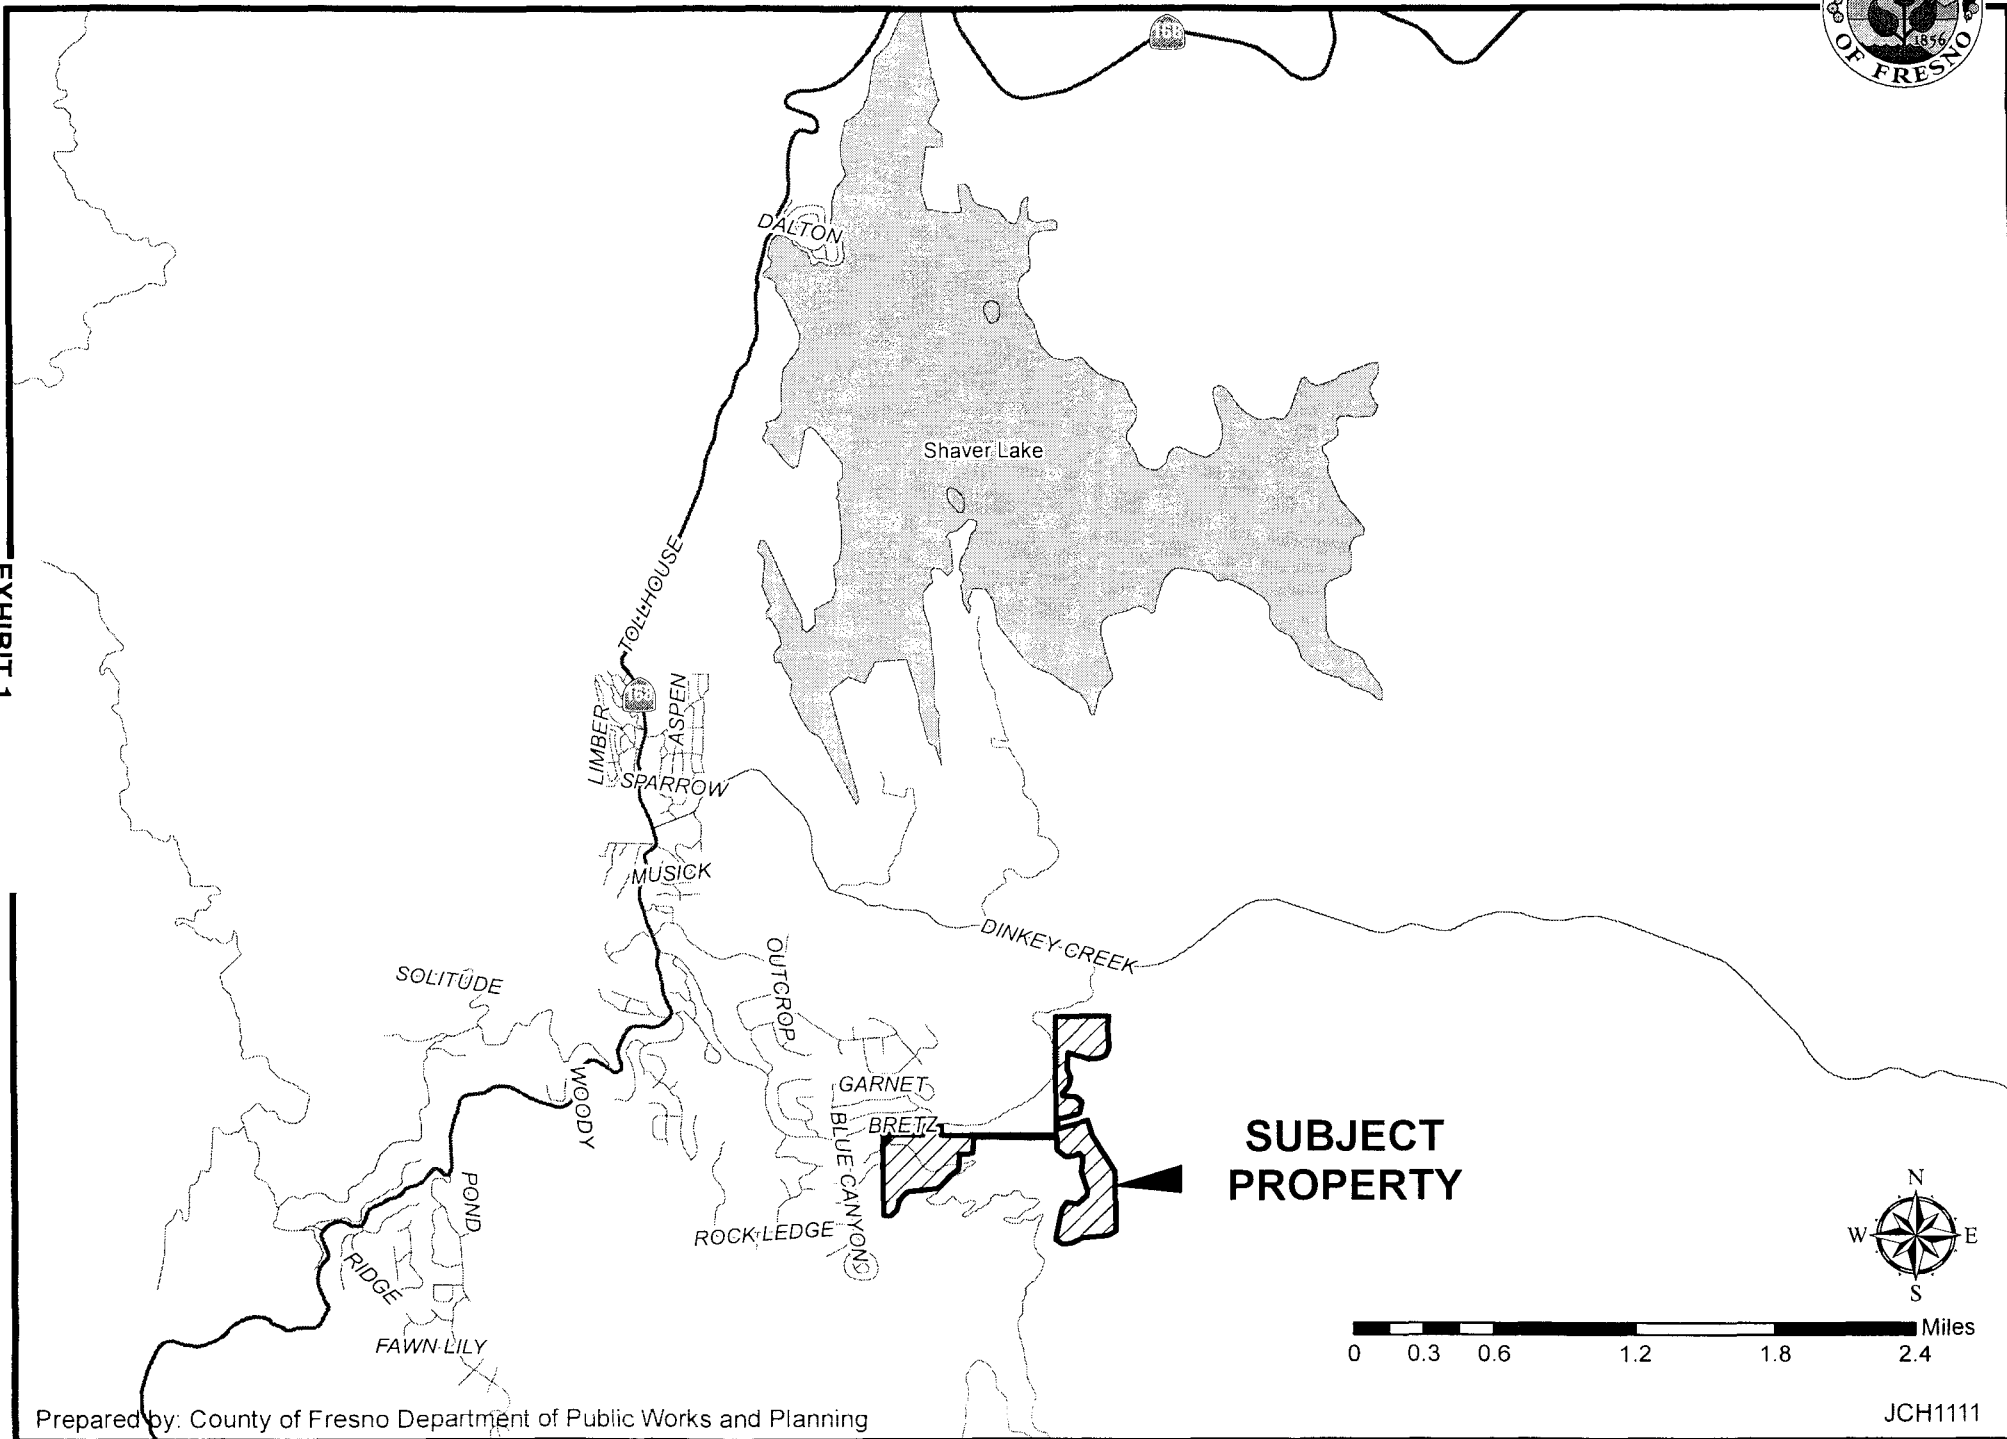 168
1856
OF FRESNO
DALTON
Shaver Lake
TOLLHOUSE
EXHIBIT 1
LIMBER
ASPEN
SPARROW
MUSICK
DINKEY CREEK
OUTCROP
SOLITUDE
WOODY
GARNET
BRETZ
BLUE CANYON
SUBJECT
PROPERTY
POND
ROCK LEDGE
RIDGE
FAWN LILY
N
W
E
S
Miles
0 0.3 0.6 1.2 1.8 2.4
Prepared by: County of Fresno Department of Public Works and Planning
JCH1111